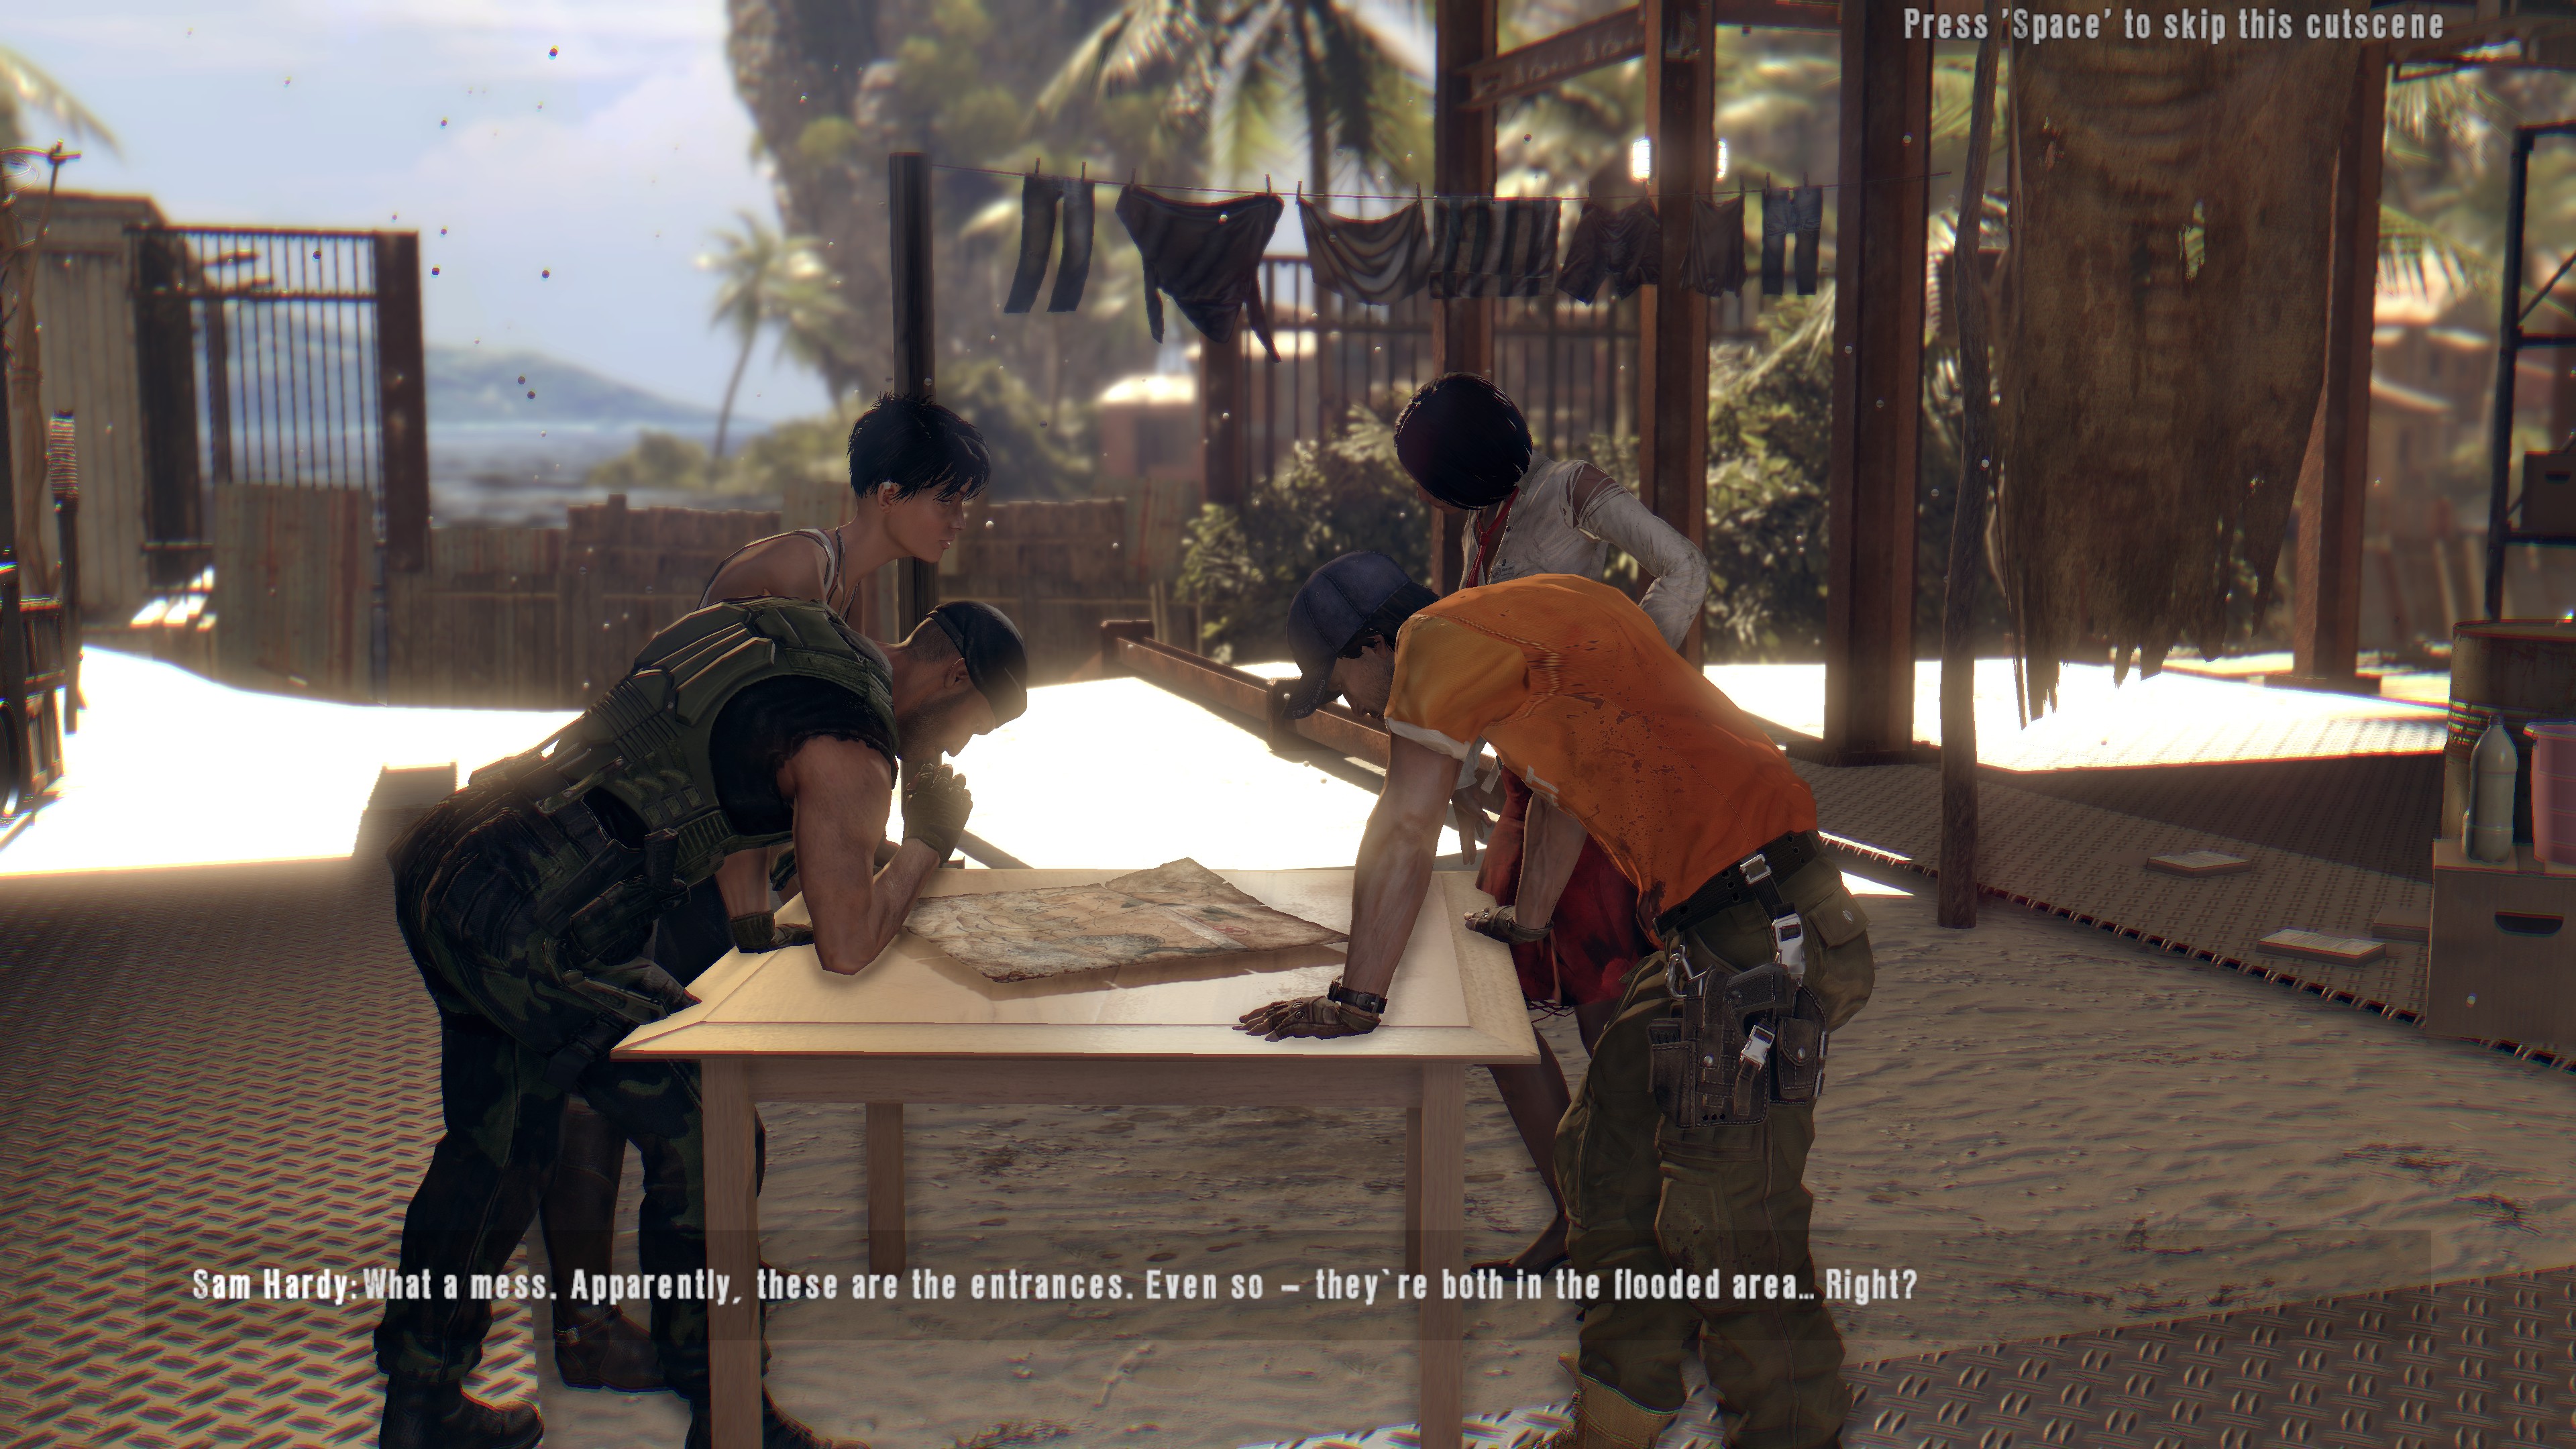 Press 'Space' to skip this cutscene
Sam Hardy: What a mess. Apparently, these are the entrances. Even so – they`re both in the flooded area... Right?